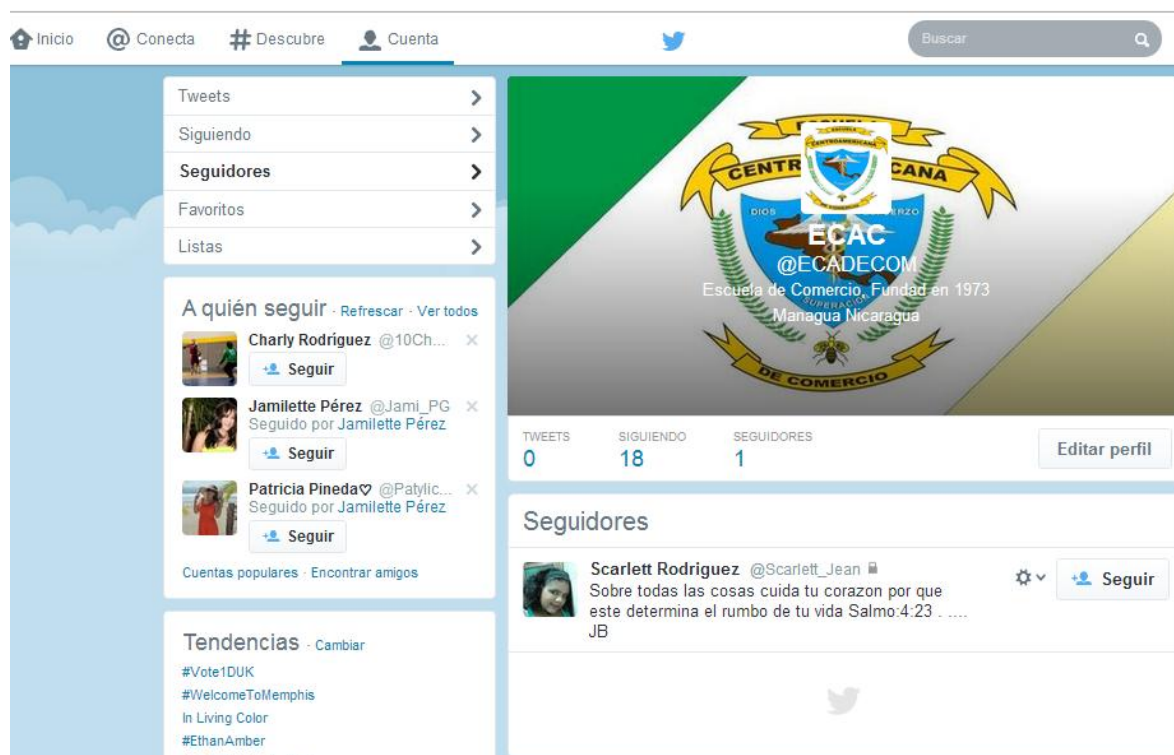 Inicio
@ Conecta
# Descubre
Cuenta
Buscar
Tweets
Siguiendo
Seguidores
Favoritos
Listas
A quién seguir · Refrescar · Ver todos
Charly Rodríguez @10Ch...
Seguir
Jamilette Pérez @Jami_PG
Seguido por Jamilette Pérez
Seguir
Patricia Pineda♡ @Patylic...
Seguido por Jamilette Pérez
Seguir
Cuentas populares · Encontrar amigos
Tendencias · Cambiar
#Vote1DUK
#WelcomeToMemphis
In Living Color
#EthanAmber
ESCUELA
CENTROAMERICANA
DIOS
SUPERACION
DE COMERCIO
ECAC
@ECADECOM
Escuela de Comercio, Fundad en 1973
Managua Nicaragua
TWEETS
0
SIGUIENDO
18
SEGUIDORES
1
Editar perfil
Seguidores
Scarlett Rodriguez @Scarlett_Jean
Sobre todas las cosas cuida tu corazon por que
este determina el rumbo de tu vida Salmo:4:23 . ....
JB
Seguir